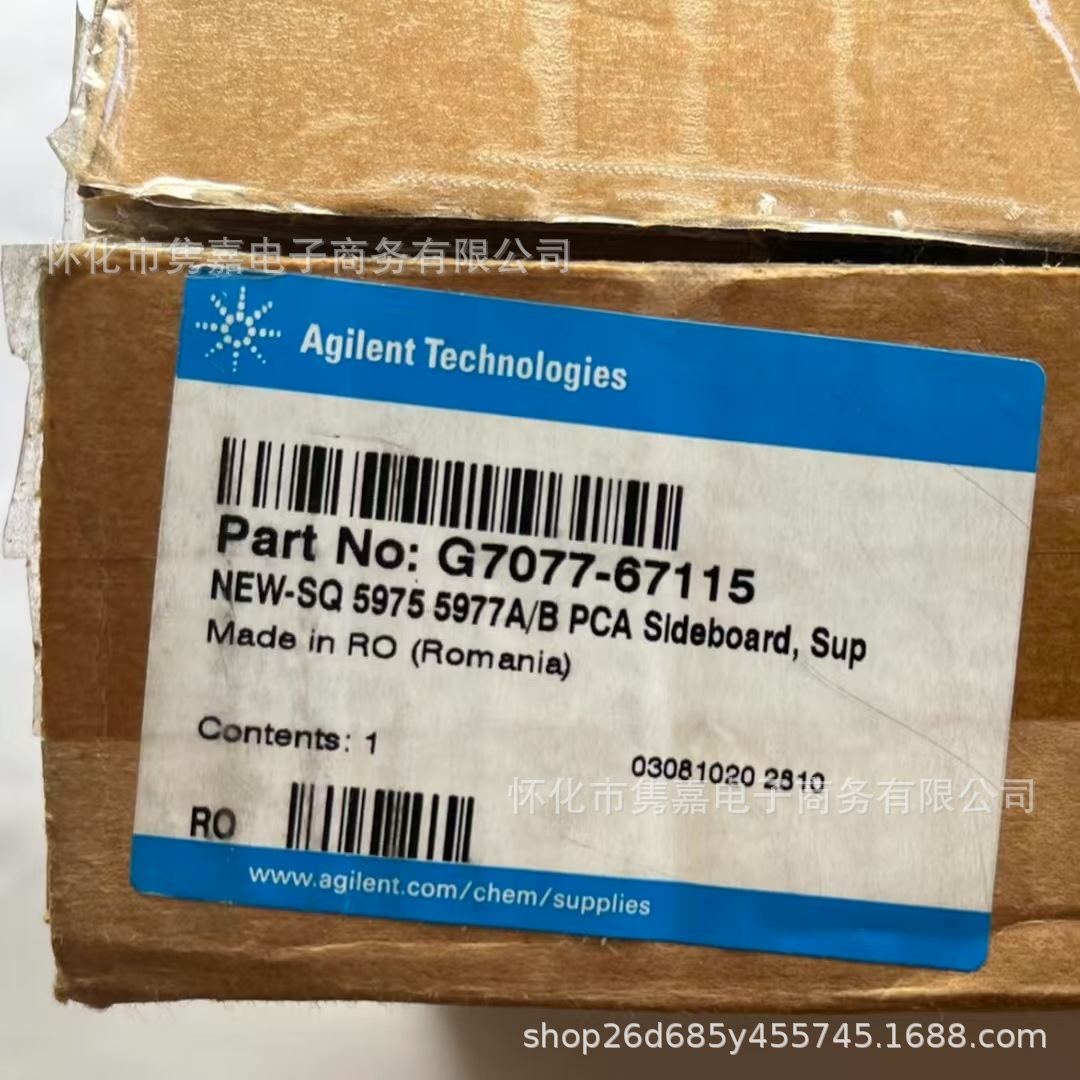 怀化市隽嘉电子商务有限公司
Agilent Technologies
Part No: G7077-67115
NEW-SQ 5975 5977A/B PCA Sideboard, Sup
Made in RO (Romania)
Contents: 1
03081020 2810
怀化市隽嘉电子商务有限公司
RO
www.agilent.com/chem/supplies
shop26d685y455745.1688.com